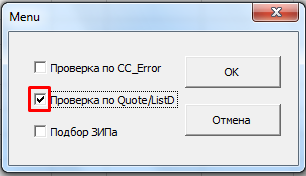 Menu
Проверка по CC_Error
OK
Проверка по Quote/ListD
Отмена
Подбор ЗИПа